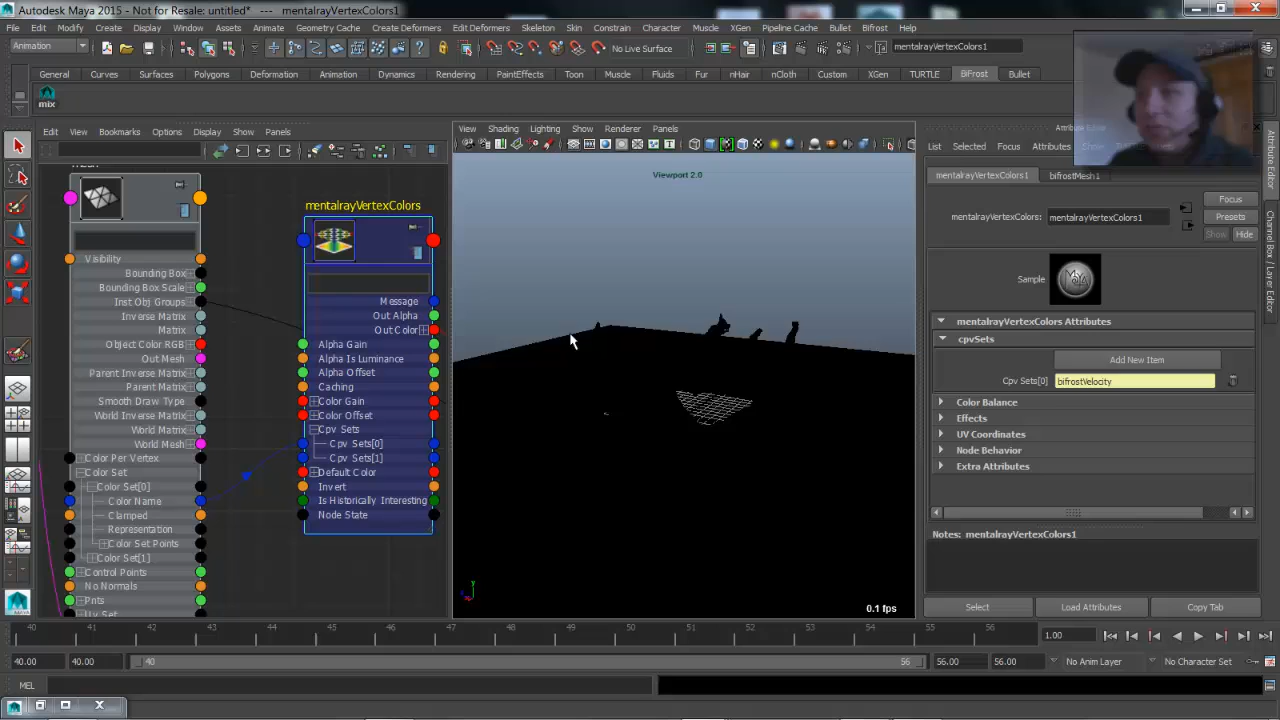 Autodesk Maya 2015 - Not for Resale: untitled*   ---   mentalrayVertexColors1
File Edit Modify Create Display Window Assets Animate Geometry Cache Create Deformers Edit Deformers Skeleton Skin Constrain Character Muscle XGen Pipeline Cache Bullet Bifrost Help
Animation No Live Surface mentalrayVertexColors1
General Curves Surfaces Polygons Deformation Animation Dynamics Rendering PaintEffects Toon Muscle Fluids Fur nHair nCloth Custom XGen TURTLE BiFrost Bullet
mix
Edit View Bookmarks Options Display Show Panels
View Shading Lighting Show Renderer Panels
List Selected Focus Attributes
mentalrayVertexColors1 bifrostMesh1
Viewport 2.0
Focus
mentalrayVertexColors: mentalrayVertexColors1
Presets
Show Hide
Sample
mentalrayVertexColors
Visibility
Bounding Box
Bounding Box Scale
Inst Obj Groups
Inverse Matrix
Matrix
Object Color RGB
Out Mesh
Parent Inverse Matrix
Parent Matrix
Smooth Draw Type
World Inverse Matrix
World Matrix
World Mesh
Color Per Vertex
Color Set
Color Set[0]
Color Name
Clamped
Representation
Color Set Points
Color Set[1]
Control Points
No Normals
Pnts
Uv Set
Message
Out Alpha
Out Color
Alpha Gain
Alpha Is Luminance
Alpha Offset
Caching
Color Gain
Color Offset
Cpv Sets
Cpv Sets[0]
Cpv Sets[1]
Default Color
Invert
Is Historically Interesting
Node State
0.1 fps
mentalrayVertexColors Attributes
cpvSets
Add New Item
Cpv Sets[0] bifrostVelocity
Color Balance
Effects
UV Coordinates
Node Behavior
Extra Attributes
Notes: mentalrayVertexColors1
Select Load Attributes Copy Tab
Attribute Editor
Channel Box / Layer Editor
40 41 42 43 44 45 46 47 48 49 50 51 52 53 54 55 56
1.00
40.00 40.00 40 56 56.00 56.00 No Anim Layer No Character Set
MEL